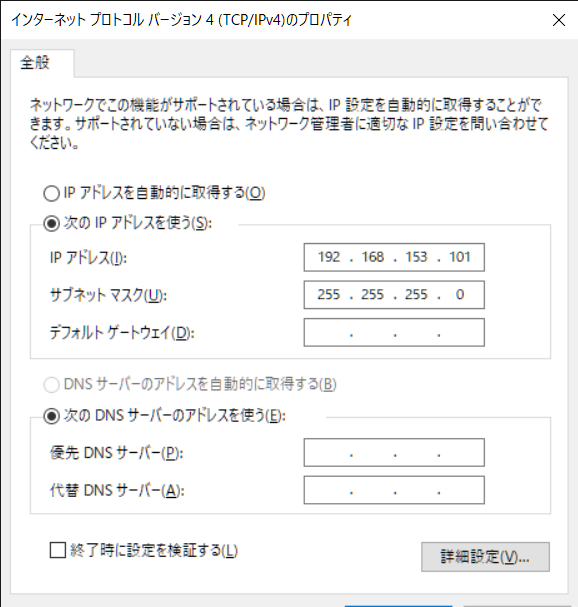 インターネット プロトコル バージョン 4 (TCP/IPv4)のプロパティ
全般
ネットワークでこの機能がサポートされている場合は、IP 設定を自動的に取得することがで
きます。サポートされていない場合は、ネットワーク管理者に適切な IP 設定を問い合わせて
ください。
IP アドレスを自動的に取得する(O)
次の IP アドレスを使う(S):
IP アドレス(I): 192 . 168 . 153 . 101
サブネット マスク(U): 255 . 255 . 255 . 0
デフォルト ゲートウェイ(D): . . .
DNS サーバーのアドレスを自動的に取得する(B)
次の DNS サーバーのアドレスを使う(E):
優先 DNS サーバー(P): . . .
代替 DNS サーバー(A): . . .
終了時に設定を検証する(L)
詳細設定(V)...